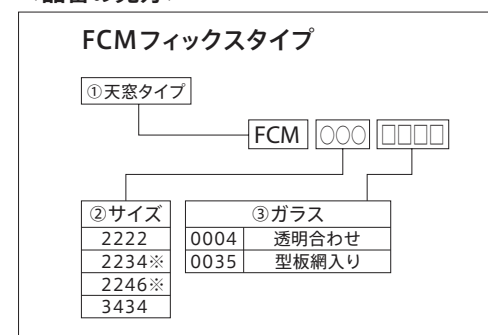 FCMフィックスタイプ
①天窓タイプ
FCM ○○○ □□□□
②サイズ
2222
2234※
2246※
3434
③ガラス
0004 透明合わせ
0035 型板網入り